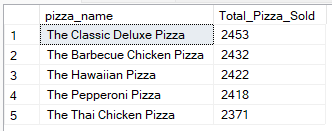 pizza_name Total_Pizza_Sold
1 The Classic Deluxe Pizza 2453
2 The Barbecue Chicken Pizza 2432
3 The Hawaiian Pizza 2422
4 The Pepperoni Pizza 2418
5 The Thai Chicken Pizza 2371